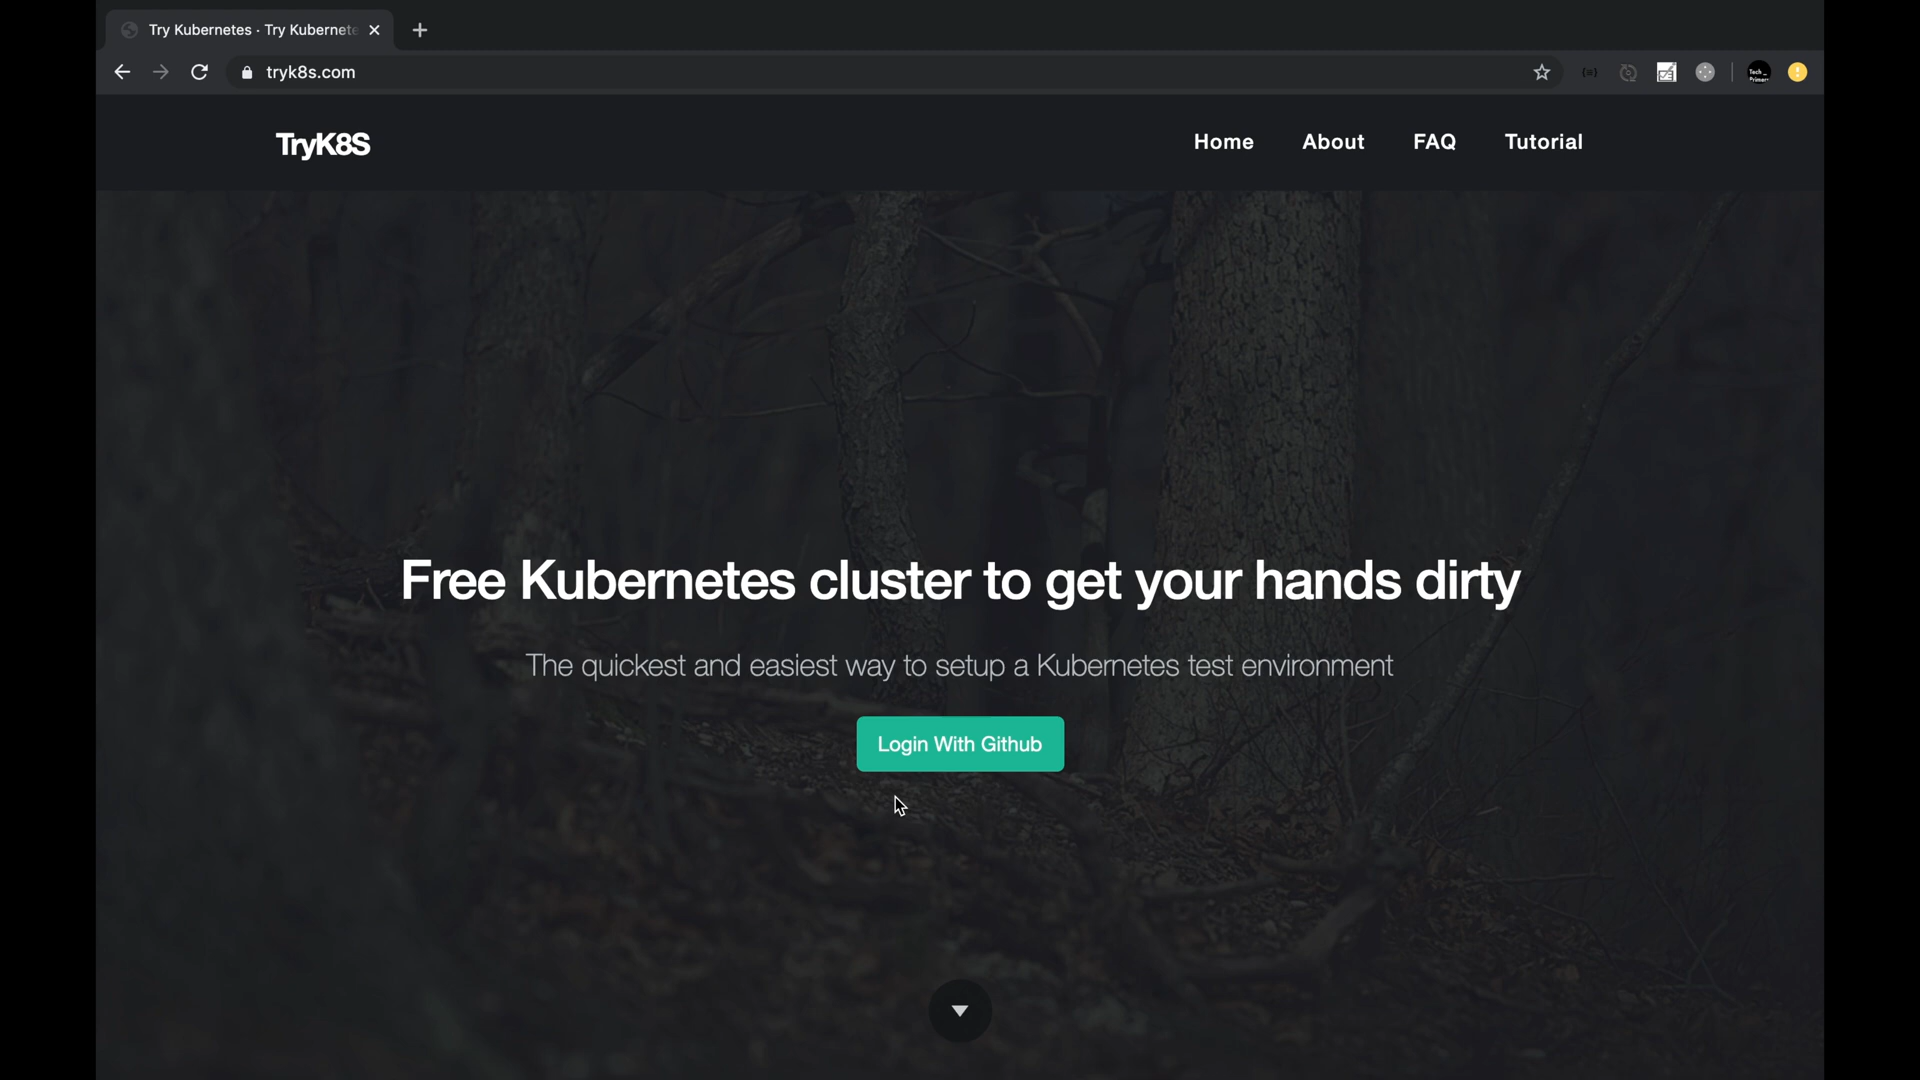 Try Kubernetes - Try Kubernete
tryk8s.com
TryK8S
Home About FAQ Tutorial
Free Kubernetes cluster to get your hands dirty
The quickest and easiest way to setup a Kubernetes test environment
Login With Github